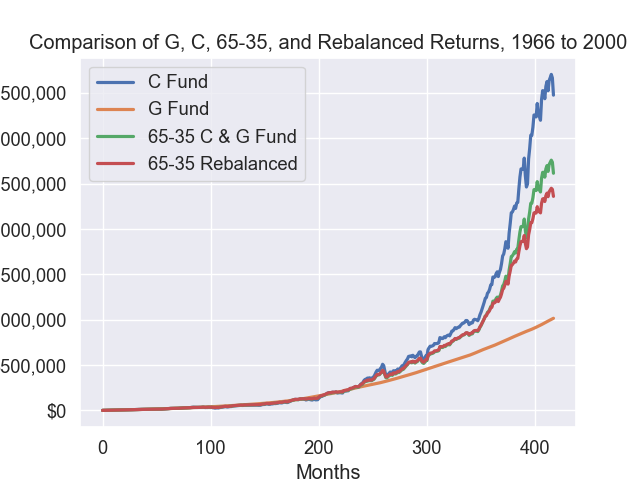 Comparison of G, C, 65-35, and Rebalanced Returns, 1966 to 2000
C Fund
G Fund
65-35 C & G Fund
65-35 Rebalanced
500,000
000,000
500,000
000,000
500,000
000,000
500,000
$0
0 100 200 300 400
Months